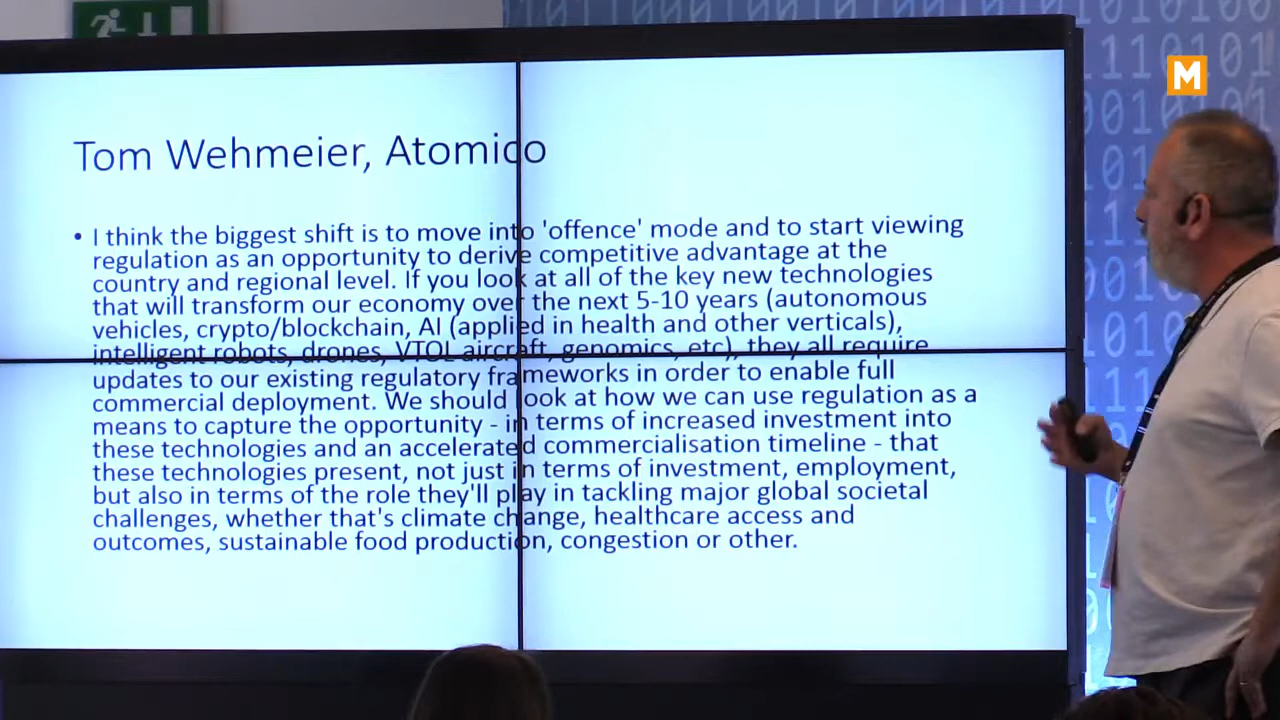 M
Tom Wehmeier, Atomico
• I think the biggest shift is to move into 'offence' mode and to start viewing
regulation as an opportunity to derive competitive advantage at the
country and regional level. If you look at all of the key new technologies
that will transform our economy over the next 5-10 years (autonomous
vehicles, crypto/blockchain, AI (applied in health and other verticals),
intelligent robots, drones, VTOL aircraft, genomics, etc), they all require
updates to our existing regulatory frameworks in order to enable full
commercial deployment. We should look at how we can use regulation as a
means to capture the opportunity - in terms of increased investment into
these technologies and an accelerated commercialisation timeline - that
these technologies present, not just in terms of investment, employment,
but also in terms of the role they'll play in tackling major global societal
challenges, whether that's climate change, healthcare access and
outcomes, sustainable food production, congestion or other.